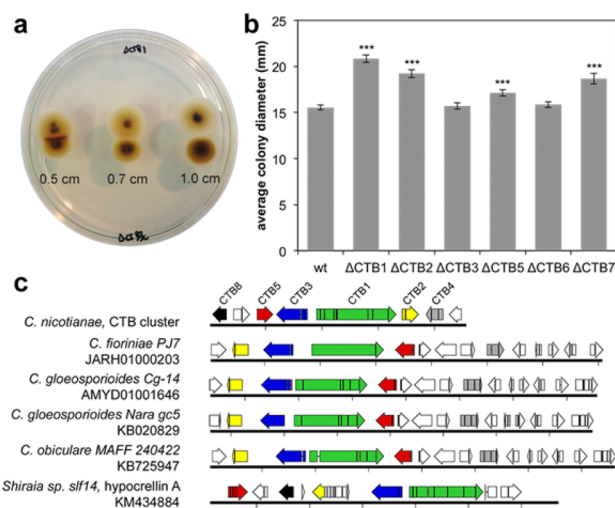 a
ΔCTB1
0.5 cm
0.7 cm
1.0 cm
b
average colony diameter (mm)
25
20
15
10
5
0
***
***
***
***
wt
ΔCTB1
ΔCTB2
ΔCTB3
ΔCTB5
ΔCTB6
ΔCTB7
c
CTB8
CTB5
CTB3
CTB1
CTB2
CTB4
C. nicotianae, CTB cluster
C. fioriniae PJ7
JARH01000203
C. gloeosporioides Cg-14
AMYD01001646
C. gloeosporioides Nara gc5
KB020829
C. obiculare MAFF 240422
KB725947
Shiraia sp. slf14, hypocrellin A
KM434884